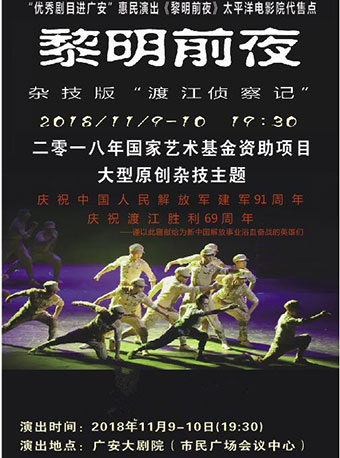 “优秀剧目进广安”惠民演出《黎明前夜》太平洋电影院代售点
黎明前夜
杂技版“渡江侦察记”
2018/11/9-10 19:30
二零一八年国家艺术基金资助项目
大型原创杂技主题
庆祝中国人民解放军建军91周年
庆祝渡江胜利69周年
——谨以此剧献给为新中国解放事业浴血奋战的英雄们
演出时间：2018年11月9-10日(19:30)
演出地点：广安大剧院（市民广场会议中心）